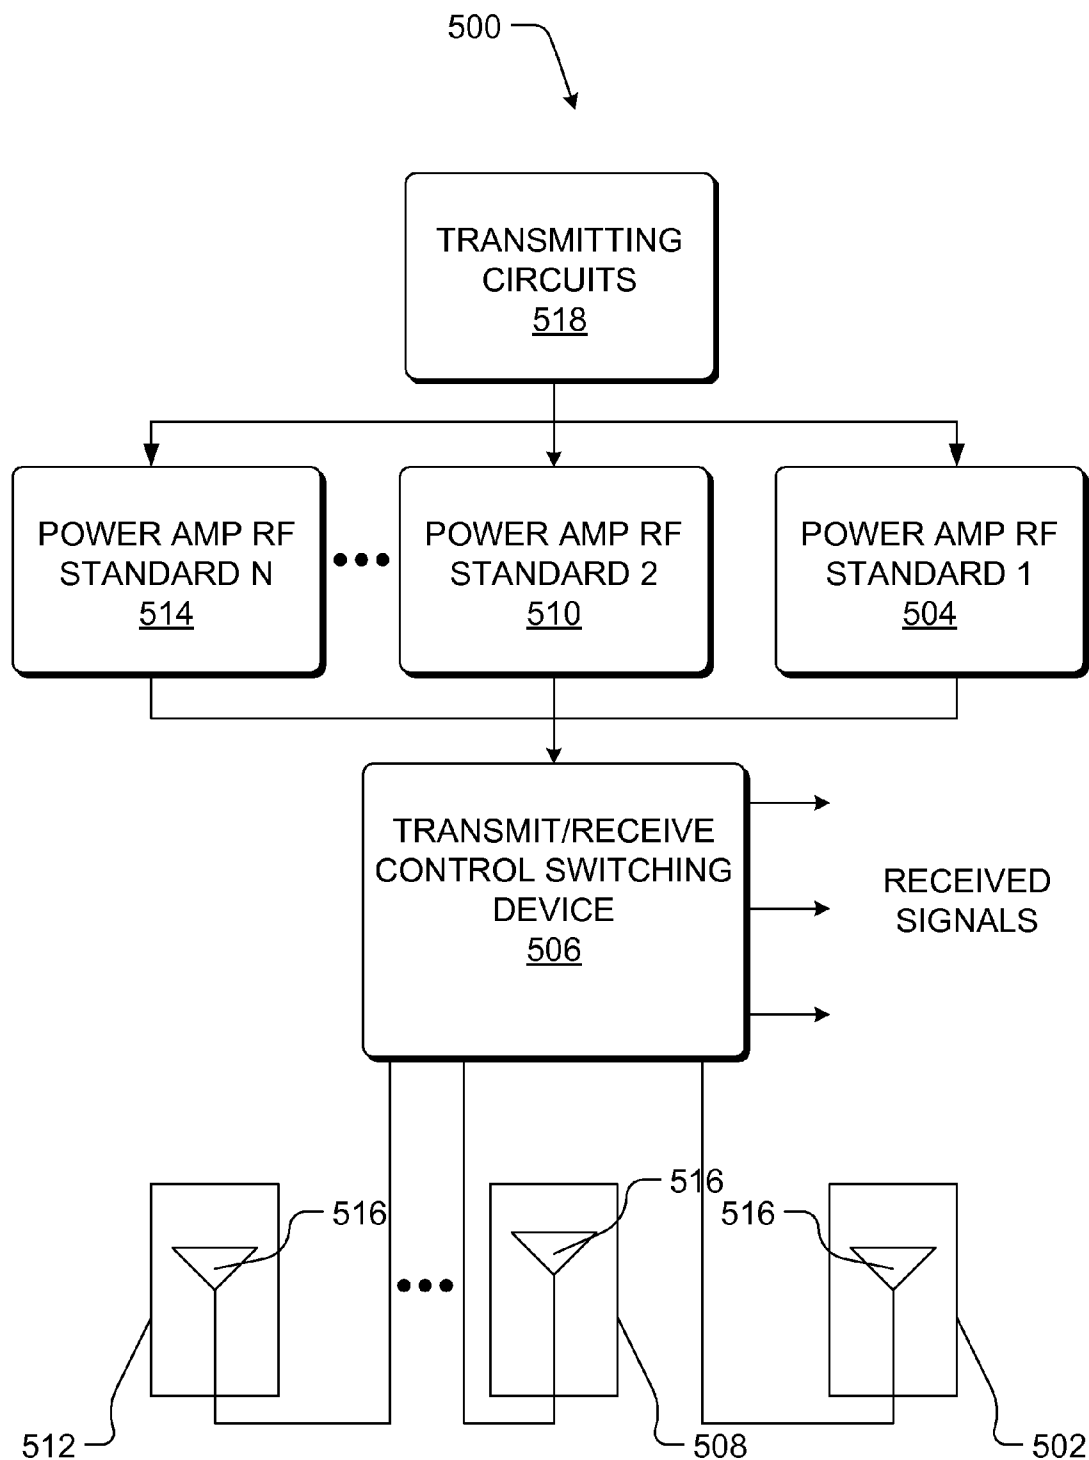 500
TRANSMITTING
CIRCUITS
518
POWER AMP RF
STANDARD N
514
POWER AMP RF
STANDARD 2
510
POWER AMP RF
STANDARD 1
504
TRANSMIT/RECEIVE
CONTROL SWITCHING
DEVICE
506
RECEIVED
SIGNALS
516
516
516
512
508
502